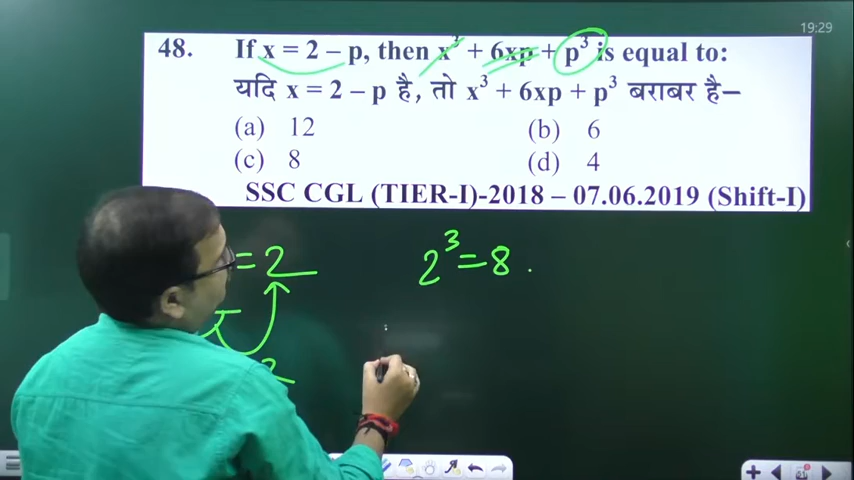 19:29
48. If x = 2 – p, then x³ + 6xp + p³ is equal to:
यदि x = 2 – p है, तो x³ + 6xp + p³ बराबर है–
(a) 12 (b) 6
(c) 8 (d) 4
SSC CGL (TIER-I)-2018 – 07.06.2019 (Shift-I)
= 2 2³ = 8 .
2